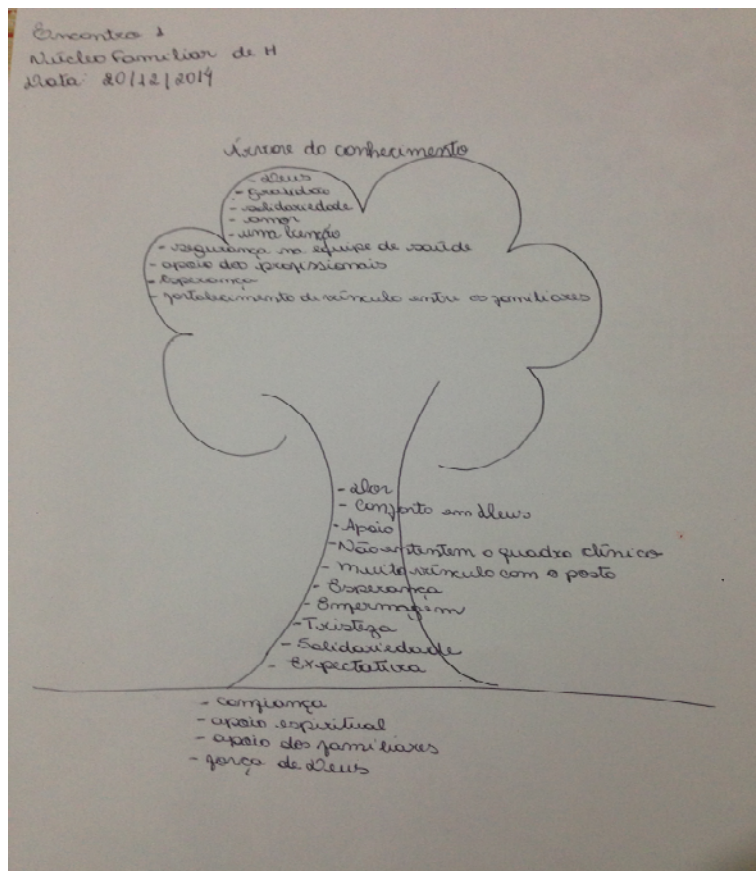 Encontro 1
Núcleo Familiar de H
Data: 20/12/2014
Árvore do conhecimento
- Deus
- gratidão
- solidariedade
- amor
- uma benção
- segurança na equipe de saúde
- apoio dos profissionais
- esperança
- fortalecimento de vínculo entre os familiares
- Dor
- Conforto em Deus
- Apoio
- Não ententem o quadro clínico
- muito vínculo com o posto
- Esperança
- Enfermagem
- Tristeza
- Solidariedade
- Expectativa
- confiança
- apoio espiritual
- apoio dos familiares
- força de Deus